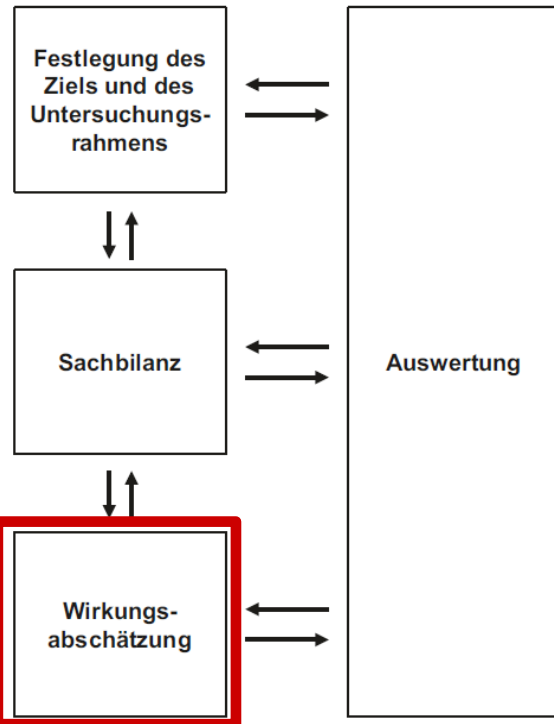 Festlegung des
Ziels und des
Untersuchungs-
rahmens
Sachbilanz
Auswertung
Wirkungs-
abschätzung